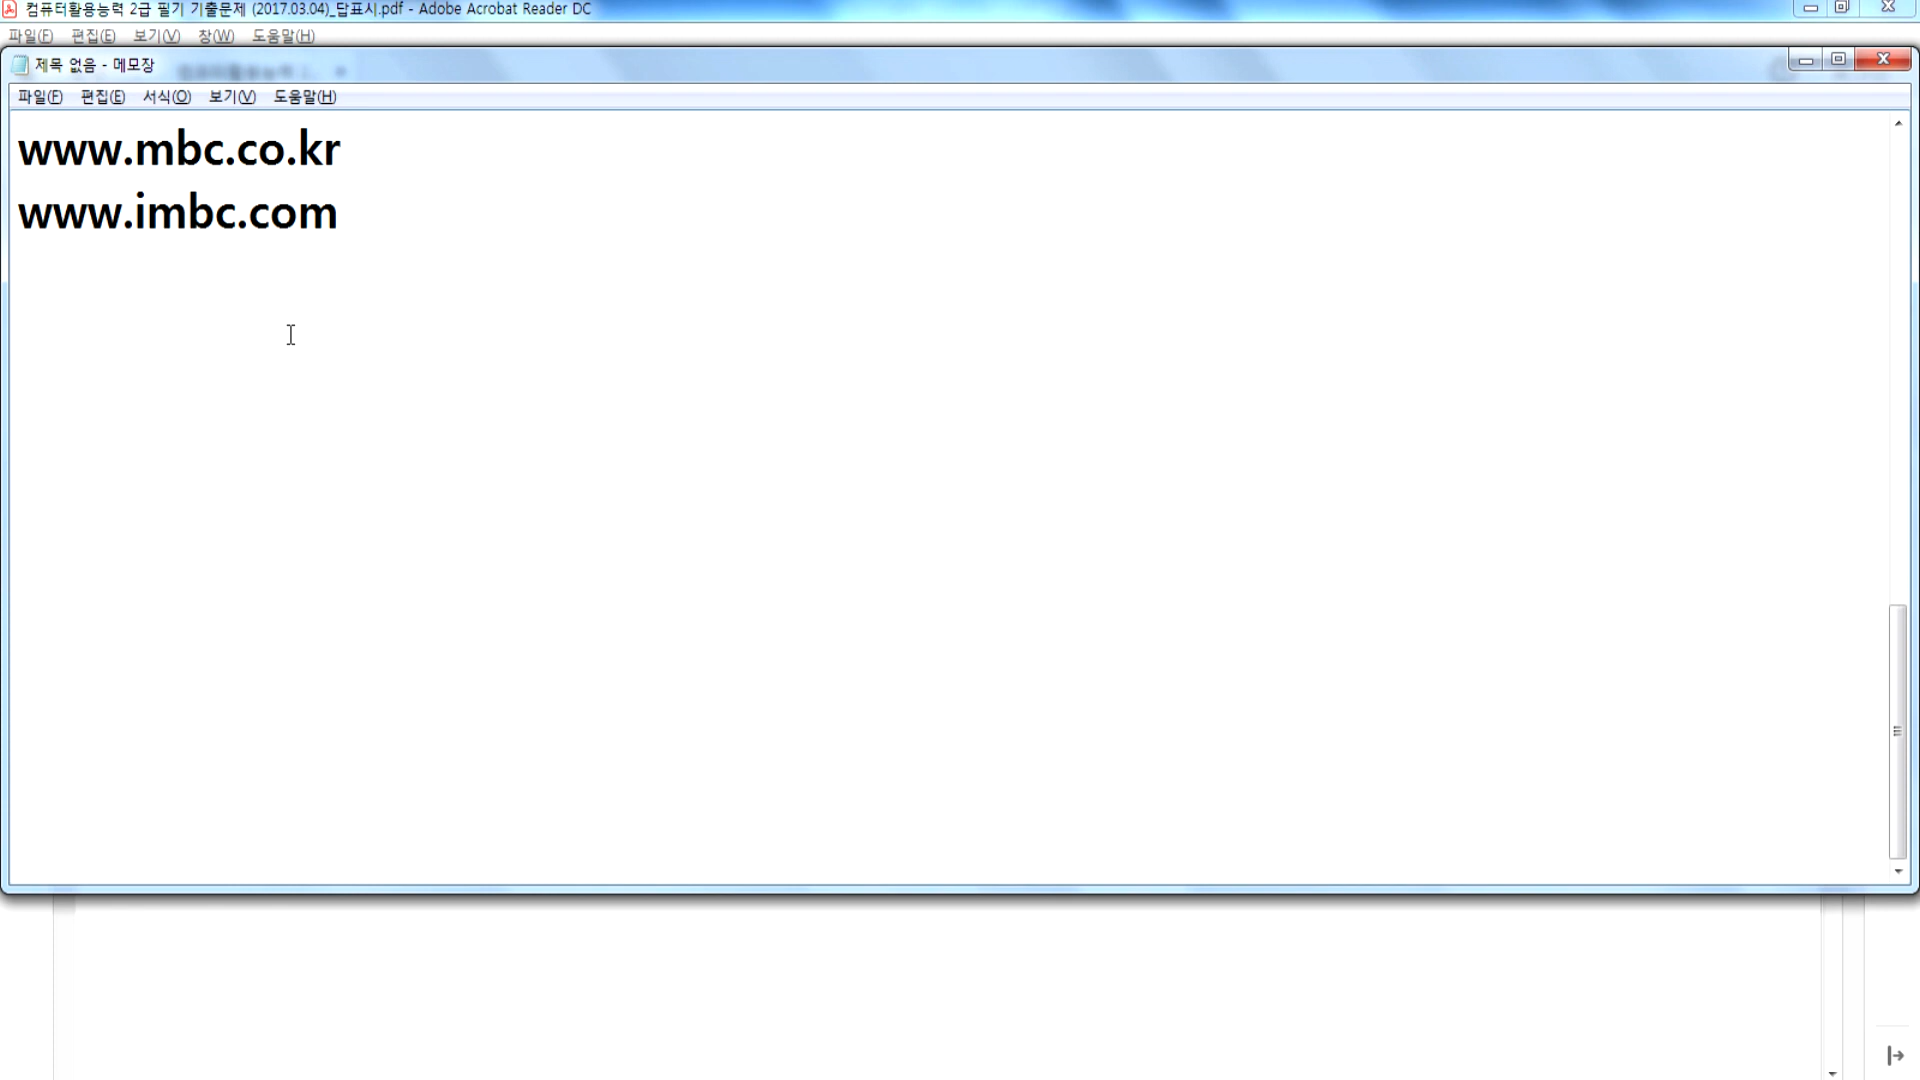 컴퓨터활용능력 2급 필기 기출문제 (2017.03.04)_답표시.pdf - Adobe Acrobat Reader DC
파일(F) 편집(E) 보기(V) 창(W) 도움말(H)
제목 없음 - 메모장
파일(F) 편집(E) 서식(O) 보기(V) 도움말(H)
www.mbc.co.kr
www.imbc.com